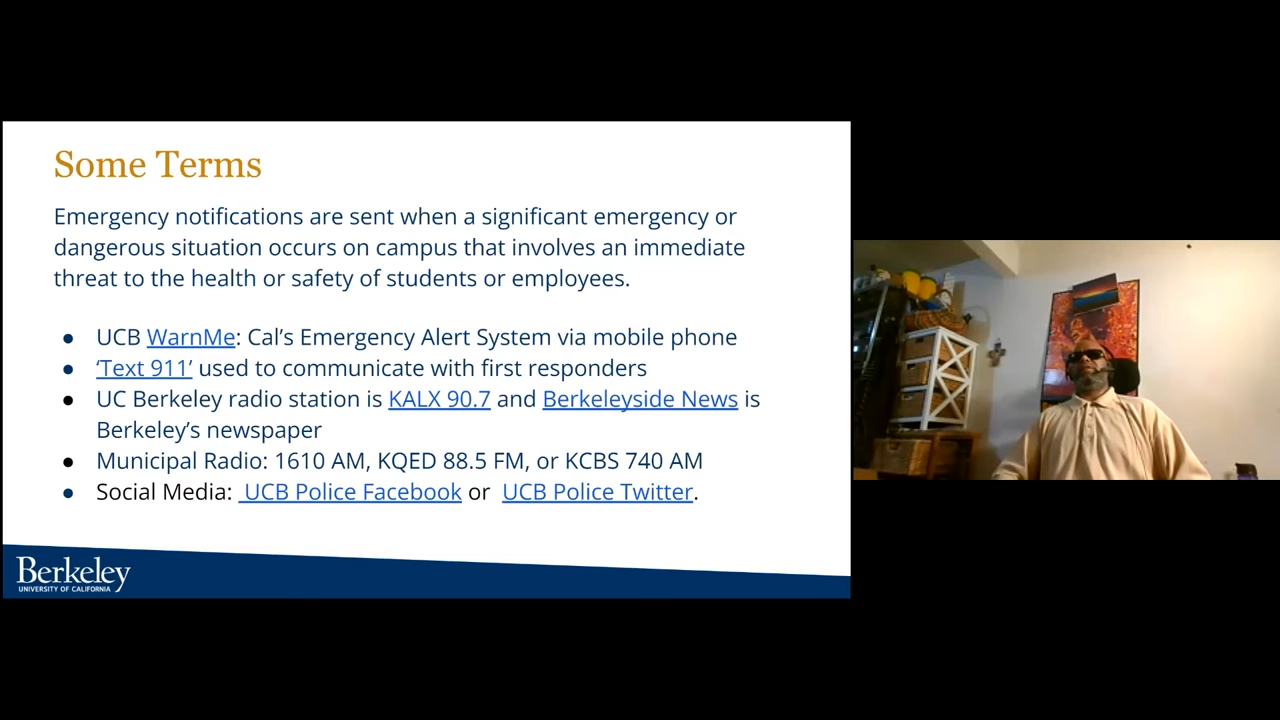 Some Terms
Emergency notifications are sent when a significant emergency or
dangerous situation occurs on campus that involves an immediate
threat to the health or safety of students or employees.
● UCB WarnMe: Cal’s Emergency Alert System via mobile phone
● ‘Text 911’ used to communicate with first responders
● UC Berkeley radio station is KALX 90.7 and Berkeleyside News is
Berkeley’s newspaper
● Municipal Radio: 1610 AM, KQED 88.5 FM, or KCBS 740 AM
● Social Media: UCB Police Facebook or UCB Police Twitter.
Berkeley
UNIVERSITY OF CALIFORNIA